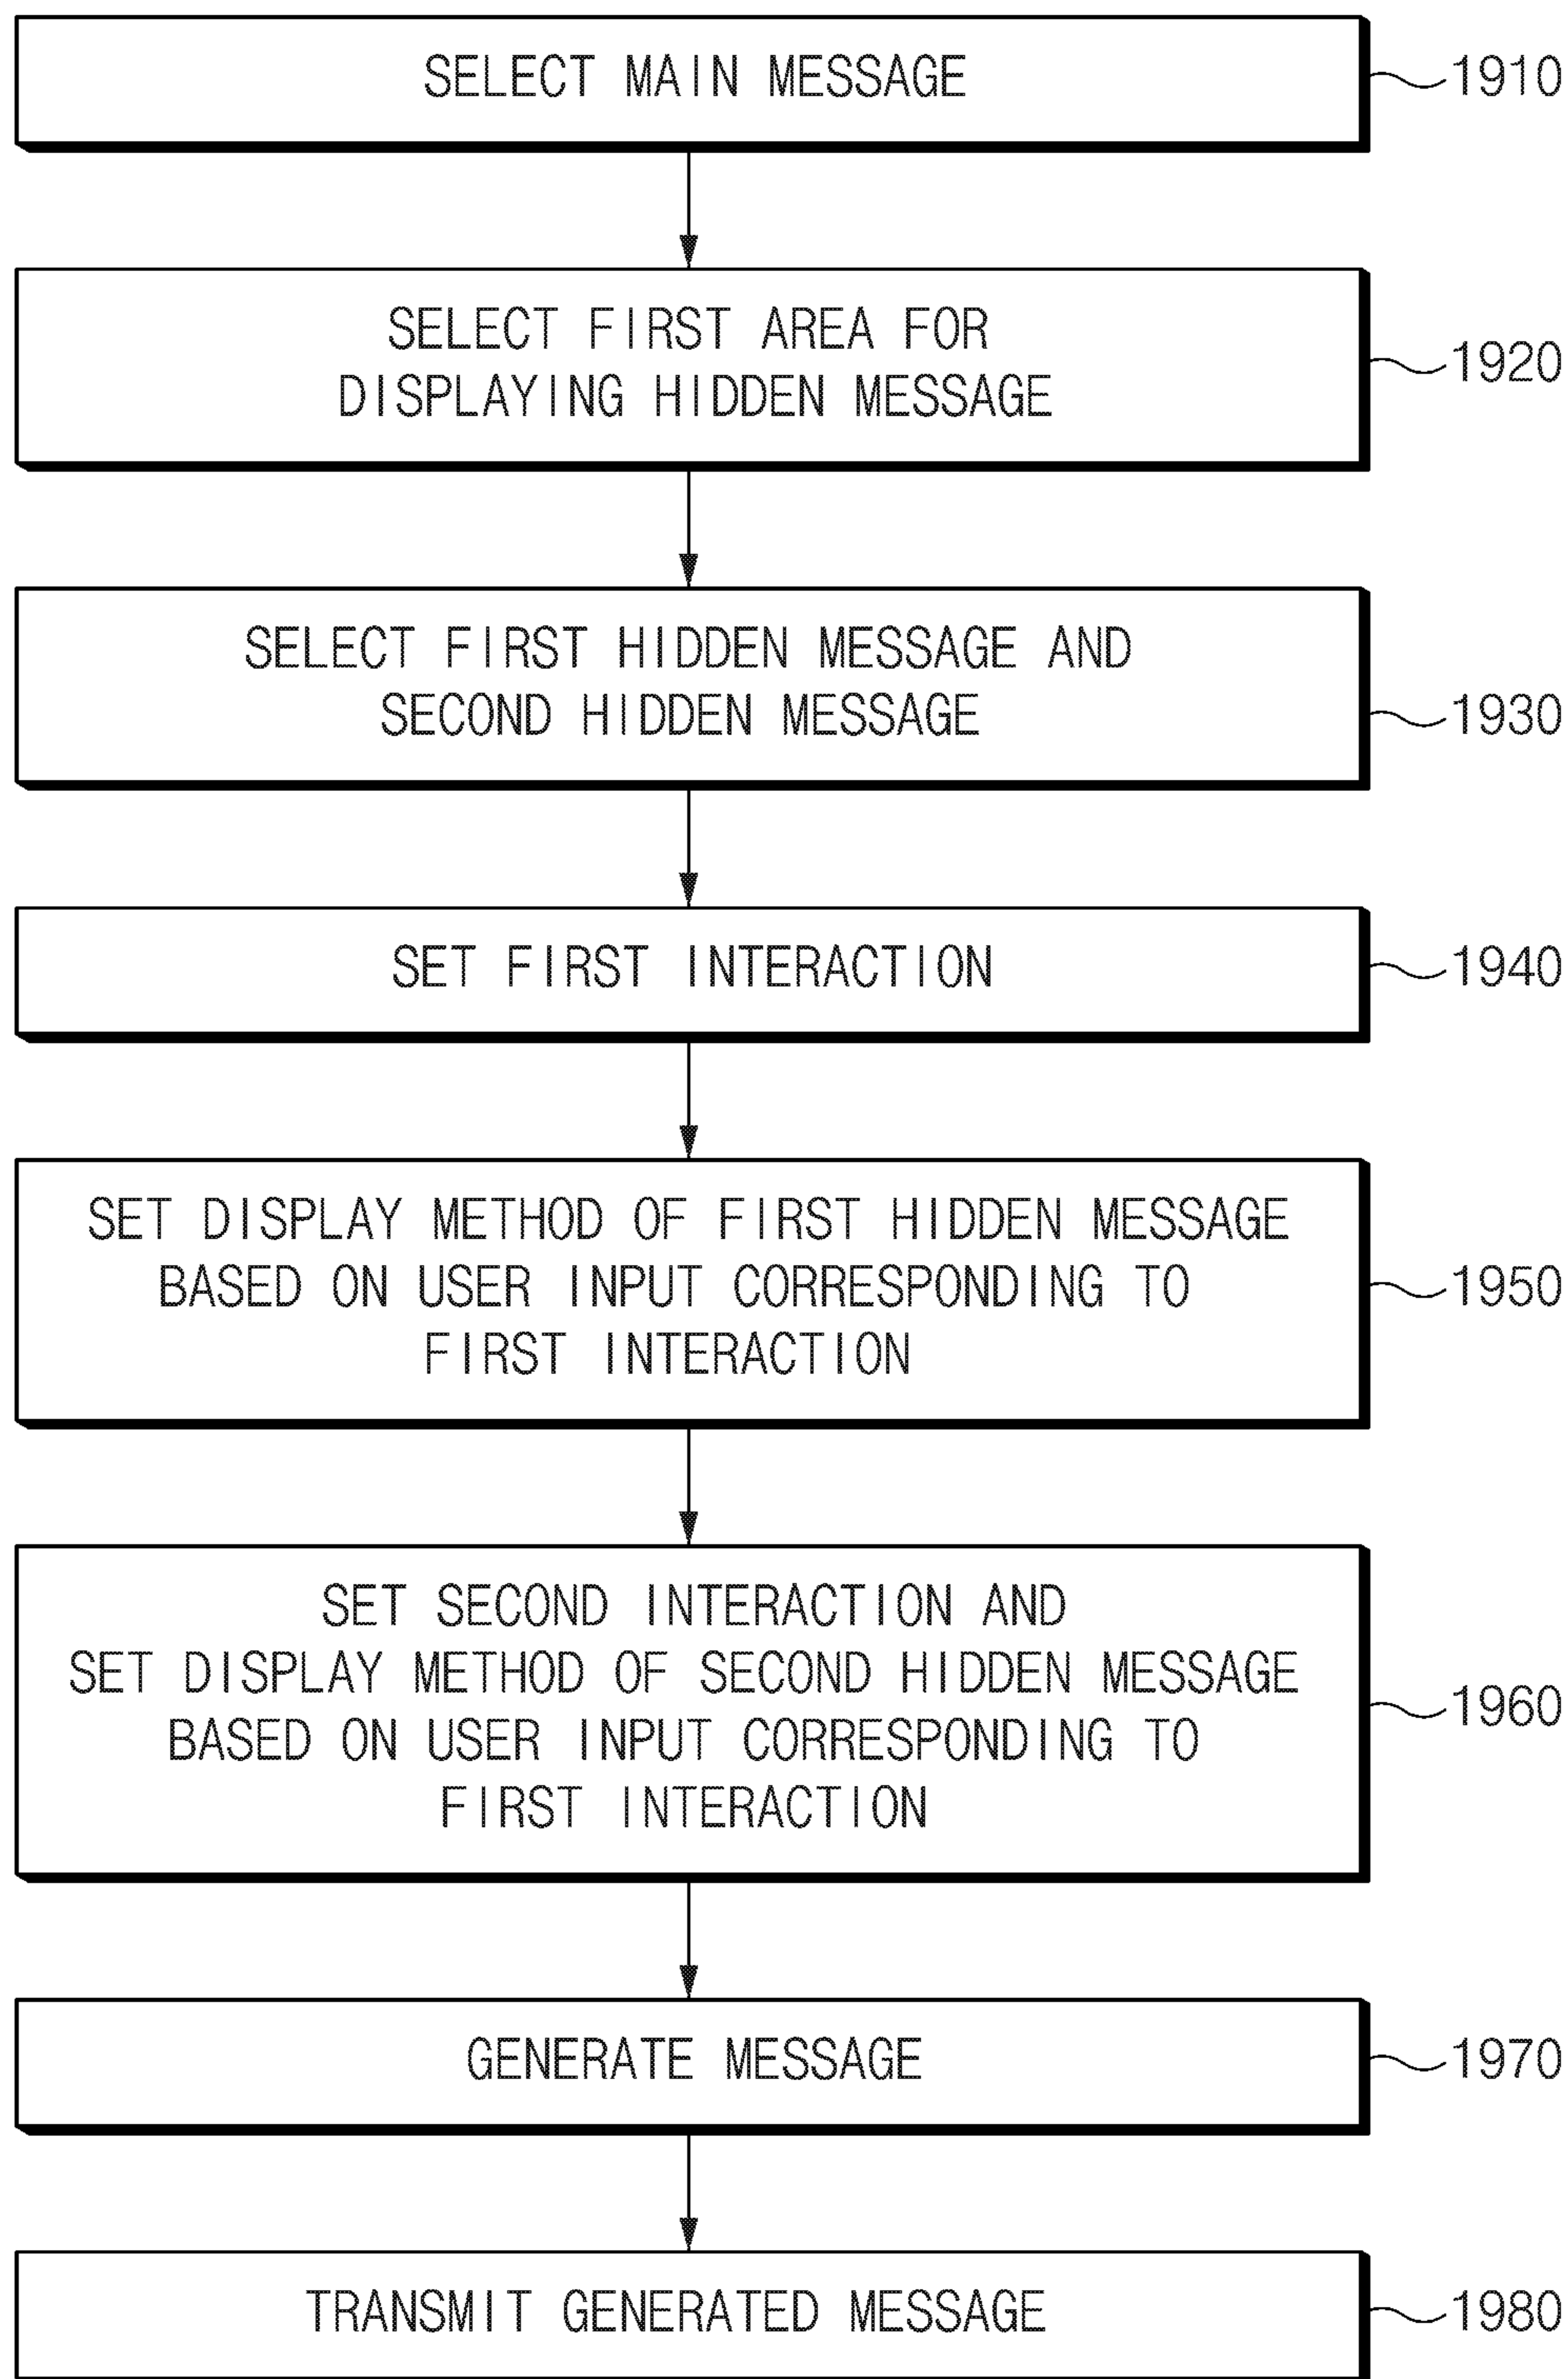 SELECT MAIN MESSAGE
1910
SELECT FIRST AREA FOR
DISPLAYING HIDDEN MESSAGE
1920
SELECT FIRST HIDDEN MESSAGE AND
SECOND HIDDEN MESSAGE
1930
SET FIRST INTERACTION
1940
SET DISPLAY METHOD OF FIRST HIDDEN MESSAGE
BASED ON USER INPUT CORRESPONDING TO
FIRST INTERACTION
1950
SET SECOND INTERACTION AND
SET DISPLAY METHOD OF SECOND HIDDEN MESSAGE
BASED ON USER INPUT CORRESPONDING TO
FIRST INTERACTION
1960
GENERATE MESSAGE
1970
TRANSMIT GENERATED MESSAGE
1980